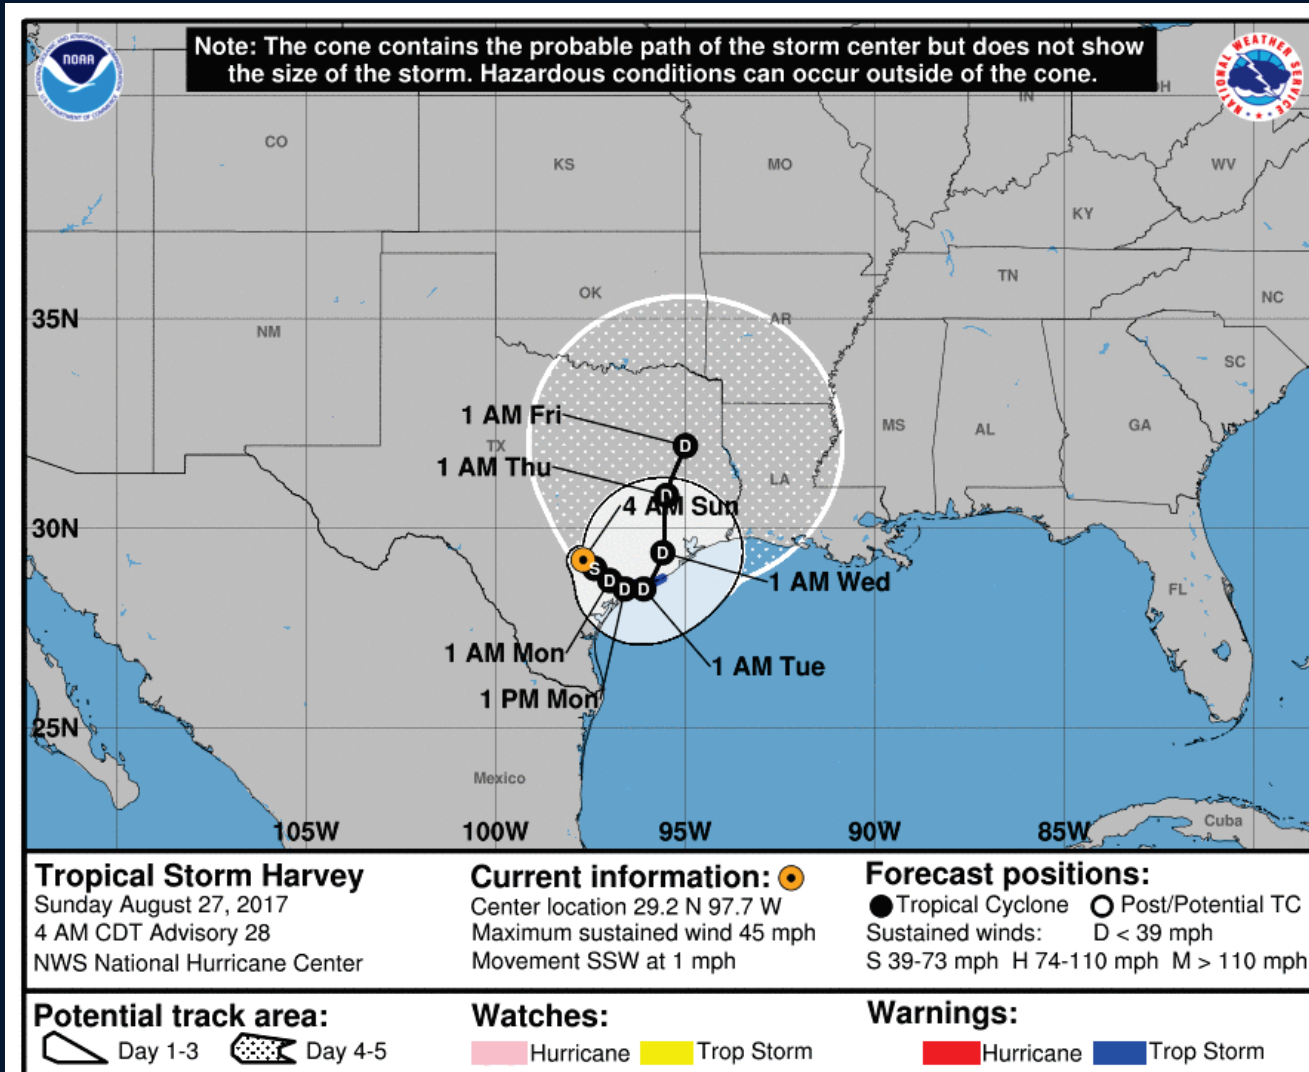 Note: The cone contains the probable path of the storm center but does not show
the size of the storm. Hazardous conditions can occur outside of the cone.
NOAA
NATIONAL WEATHER SERVICE
OH
IN
CO
KS
MO
WV
KY
TN
OK
NC
35N
AR
NM
SC
1 AM Fri
TX
MS
AL
GA
1 AM Thu
LA
4 AM Sun
30N
D
D
D
S
D
D
D
1 AM Wed
FL
1 AM Mon
1 AM Tue
1 PM Mon
25N
Mexico
105W
100W
95W
90W
85W
Cuba
Tropical Storm Harvey
Sunday August 27, 2017
4 AM CDT Advisory 28
NWS National Hurricane Center
Current information:
Center location 29.2 N 97.7 W
Maximum sustained wind 45 mph
Movement SSW at 1 mph
Forecast positions:
Tropical Cyclone Post/Potential TC
Sustained winds: D < 39 mph
S 39-73 mph H 74-110 mph M > 110 mph
Potential track area:
Day 1-3 Day 4-5
Watches:
Hurricane Trop Storm
Warnings:
Hurricane Trop Storm